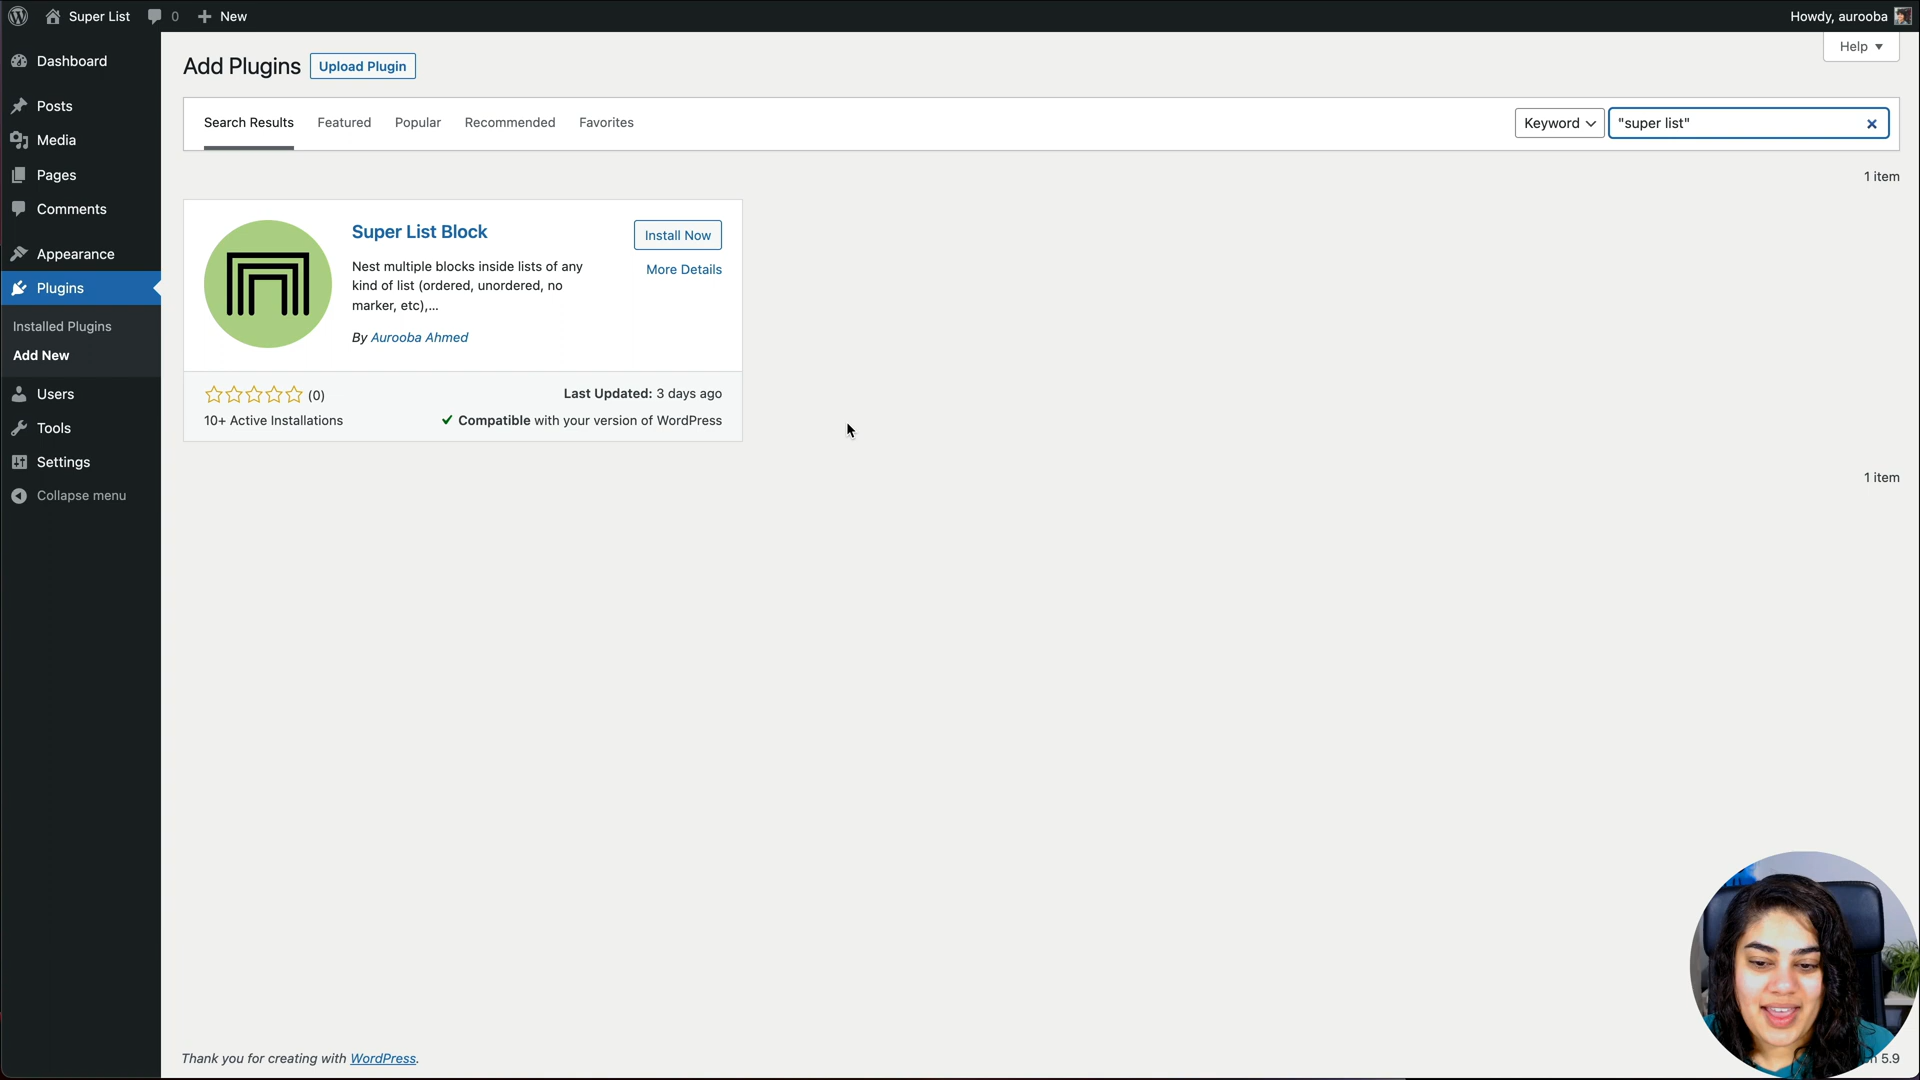 Super List 0 New Howdy, aurooba
Help
Dashboard
Posts
Media
Pages
Comments
Appearance
Plugins
Installed Plugins
Add New
Users
Tools
Settings
Collapse menu
Add Plugins Upload Plugin
Search Results Featured Popular Recommended Favorites Keyword "super list"
1 item
Super List Block
Install Now
More Details
Nest multiple blocks inside lists of any
kind of list (ordered, unordered, no
marker, etc),...
By Aurooba Ahmed
(0)
Last Updated: 3 days ago
10+ Active Installations
Compatible with your version of WordPress
1 item
Thank you for creating with WordPress.
5.9